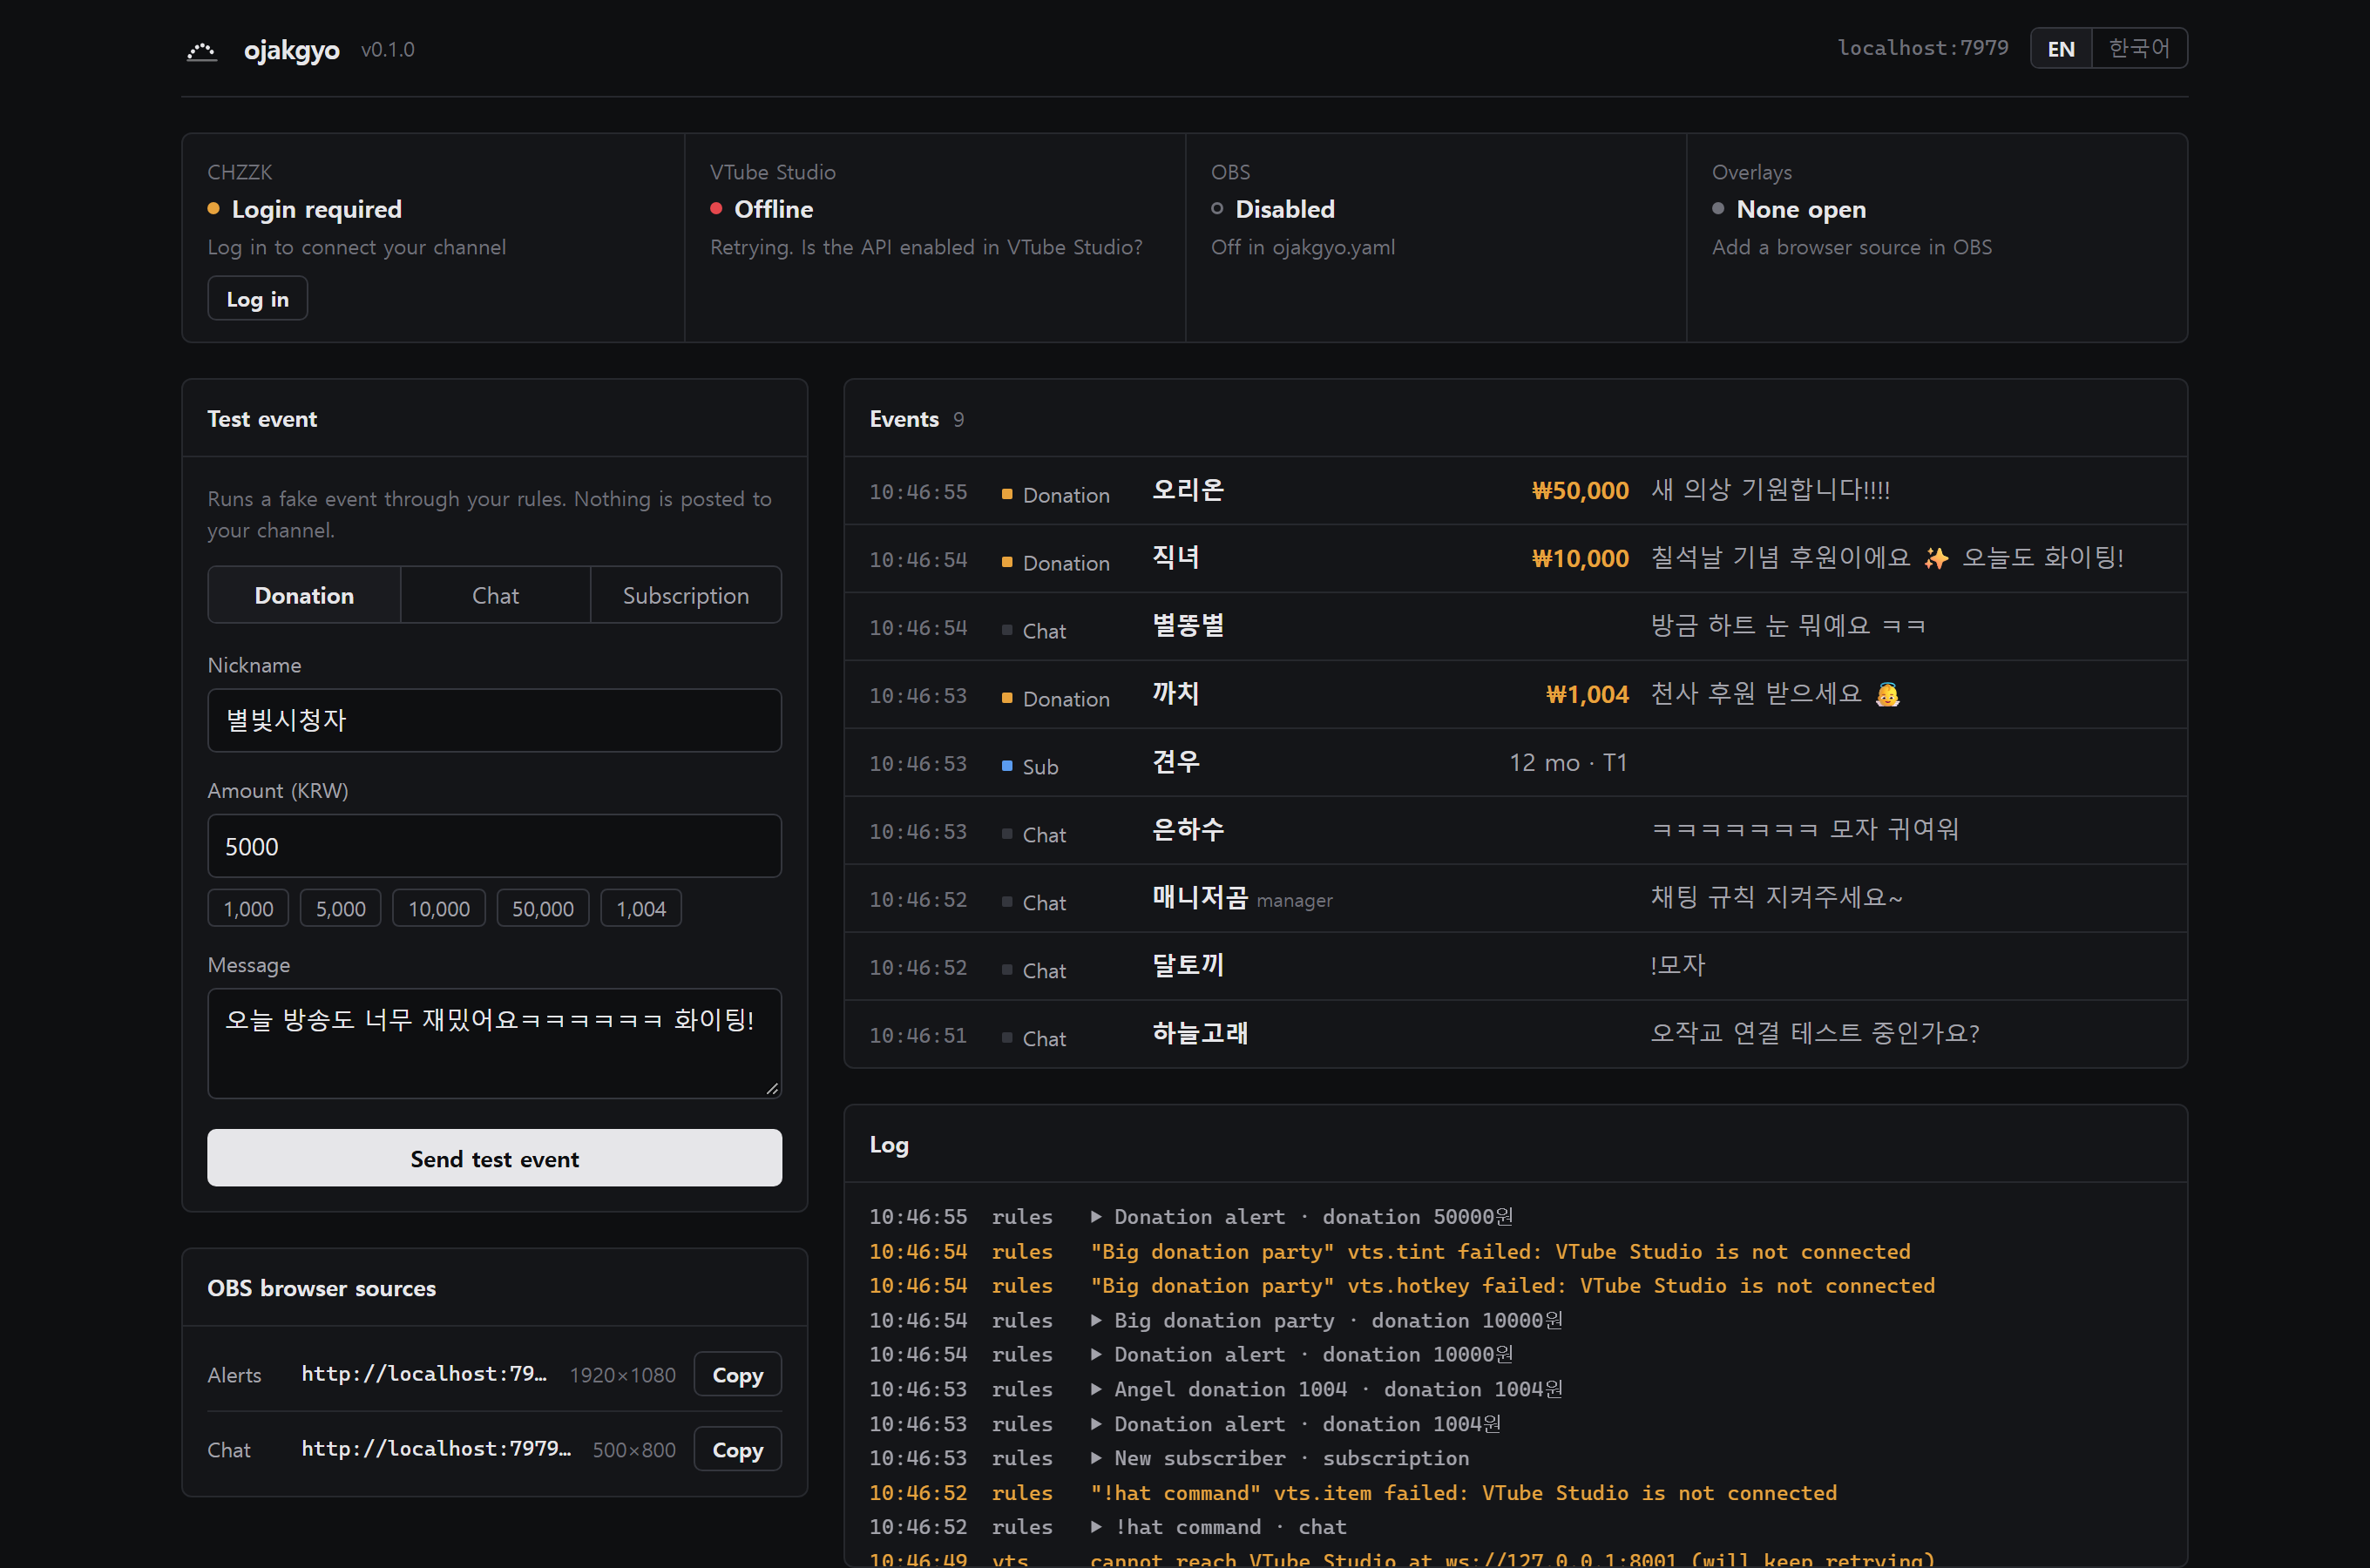 ojakgyo v0.1.0
localhost:7979 EN 한국어
CHZZK
Login required
Log in to connect your channel
Log in
VTube Studio
Offline
Retrying. Is the API enabled in VTube Studio?
OBS
Disabled
Off in ojakgyo.yaml
Overlays
None open
Add a browser source in OBS
Test event
Runs a fake event through your rules. Nothing is posted to
your channel.
Donation Chat Subscription
Nickname
별빛시청자
Amount (KRW)
5000
1,000 5,000 10,000 50,000 1,004
Message
오늘 방송도 너무 재밌어요ㅋㅋㅋㅋㅋㅋ 화이팅!
Send test event
OBS browser sources
Alerts http://localhost:79… 1920×1080 Copy
Chat http://localhost:7979… 500×800 Copy
Events 9
10:46:55 Donation 오리온 ₩50,000 새 의상 기원합니다!!!!
10:46:54 Donation 직녀 ₩10,000 칠석날 기념 후원이에요 ✨ 오늘도 화이팅!
10:46:54 Chat 별똥별 방금 하트 눈 뭐예요 ㅋㅋ
10:46:53 Donation 까치 ₩1,004 천사 후원 받으세요 👼
10:46:53 Sub 견우 12 mo · T1
10:46:53 Chat 은하수 ㅋㅋㅋㅋㅋㅋㅋ 모자 귀여워
10:46:52 Chat 매니저곰 manager 채팅 규칙 지켜주세요~
10:46:52 Chat 달토끼 !모자
10:46:51 Chat 하늘고래 오작교 연결 테스트 중인가요?
Log
10:46:55 rules ▶ Donation alert · donation 50000원
10:46:54 rules "Big donation party" vts.tint failed: VTube Studio is not connected
10:46:54 rules "Big donation party" vts.hotkey failed: VTube Studio is not connected
10:46:54 rules ▶ Big donation party · donation 10000원
10:46:54 rules ▶ Donation alert · donation 10000원
10:46:53 rules ▶ Angel donation 1004 · donation 1004원
10:46:53 rules ▶ Donation alert · donation 1004원
10:46:53 rules ▶ New subscriber · subscription
10:46:52 rules "!hat command" vts.item failed: VTube Studio is not connected
10:46:52 rules ▶ !hat command · chat
10:46:49 vts cannot reach VTube Studio at ws://127.0.0.1:8001 (will keep retrying)